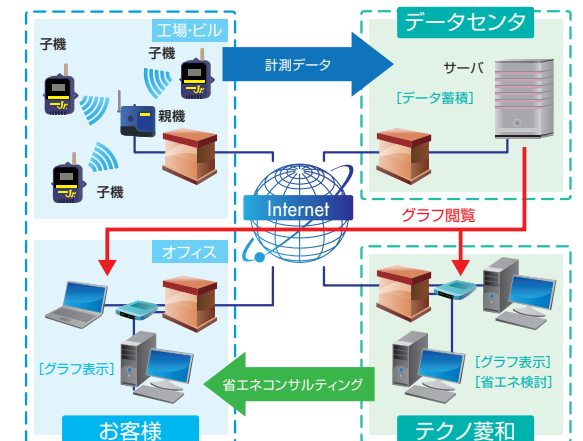 工場・ビル
子機
子機
親機
子機
計測データ
データセンタ
サーバ
[データ蓄積]
Internet
グラフ閲覧
オフィス
[グラフ表示]
お客様
省エネコンサルティング
[グラフ表示]
[省エネ検討]
テクノ菱和